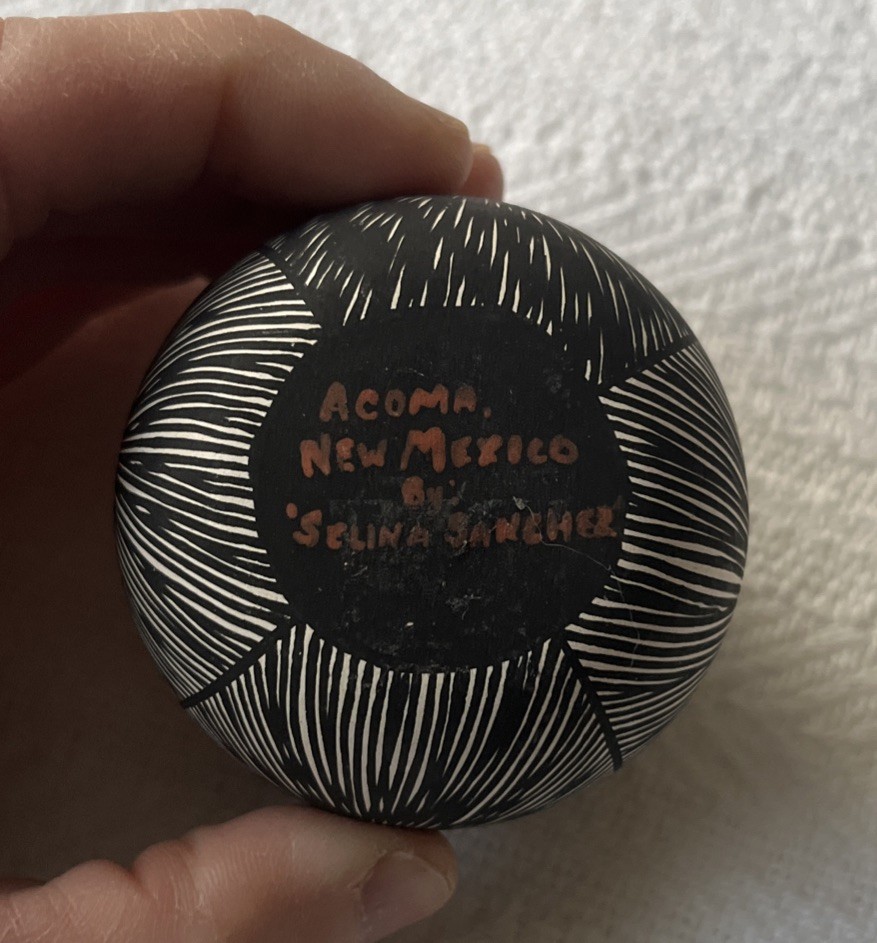 ACOMA,
NEW MEXICO
By'
'SELINA SANCHEZ'